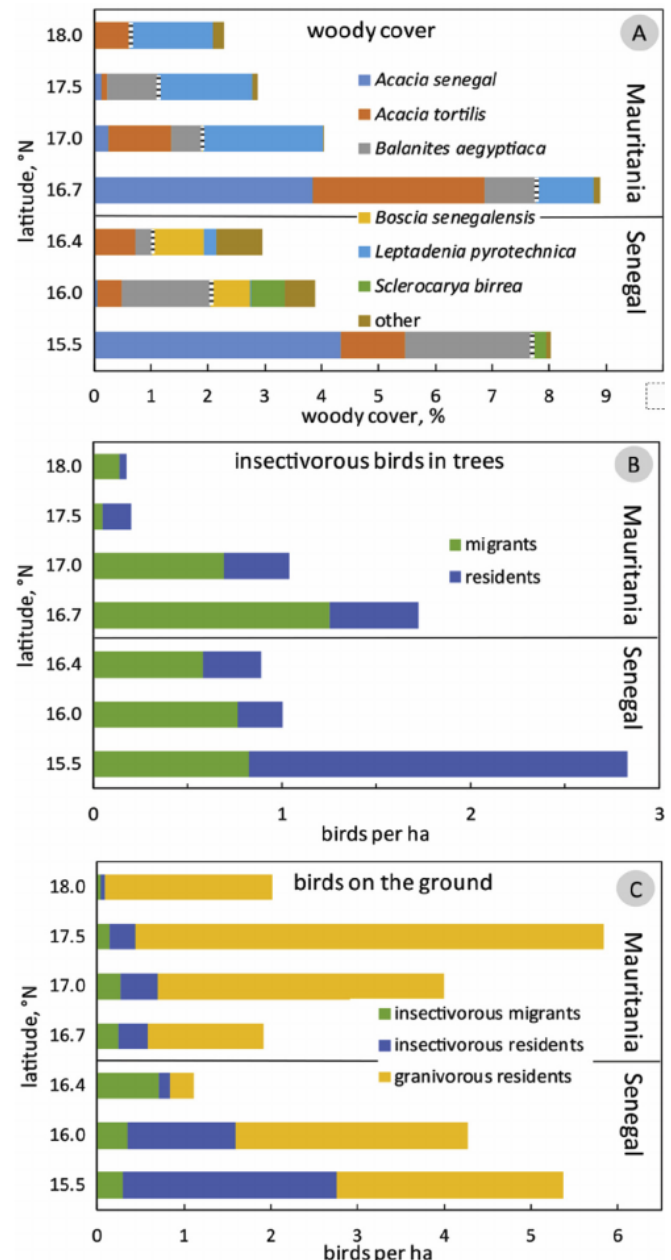 woody cover
A
18.0
17.5
17.0
16.7
16.4
16.0
15.5
latitude, °N
Acacia senegal
Acacia tortilis
Balanites aegyptiaca
Boscia senegalensis
Leptadenia pyrotechnica
Sclerocarya birrea
other
Mauritania
Senegal
0 1 2 3 4 5 6 7 8 9
woody cover, %
insectivorous birds in trees
B
18.0
17.5
17.0
16.7
16.4
16.0
15.5
latitude, °N
migrants
residents
Mauritania
Senegal
0 1 2 3
birds per ha
birds on the ground
C
18.0
17.5
17.0
16.7
16.4
16.0
15.5
latitude, °N
insectivorous migrants
insectivorous residents
granivorous residents
Mauritania
Senegal
0 1 2 3 4 5 6
birds per ha